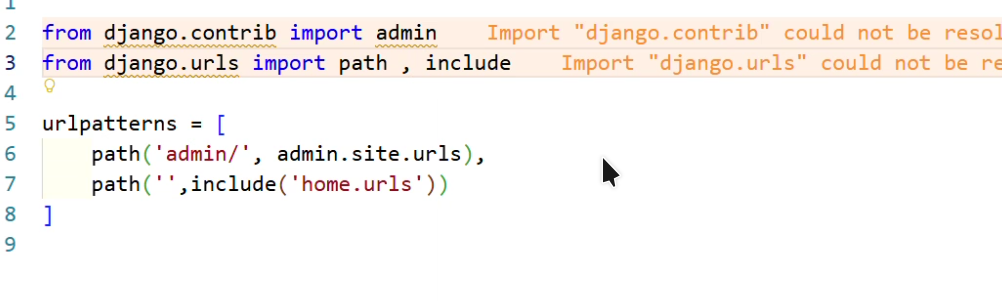 1
2 from django.contrib import admin Import "django.contrib" could not be
3 from django.urls import path , include Import "django.urls" could not be
4
5 urlpatterns = [
6 path('admin/', admin.site.urls),
7 path('',include('home.urls'))
8 ]
9